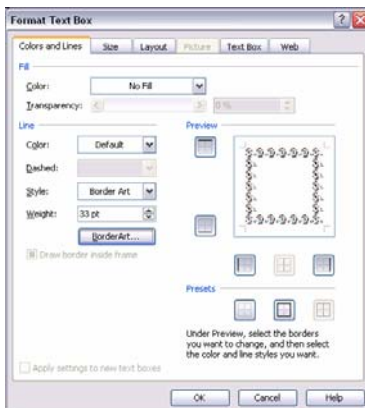 Format Text Box
Colors and Lines Size Layout Picture Text Box Web
Fill
Color: No Fill
Transparency: 0 %
Line
Preview
Color: Default
Dashed:
Style: Border Art
Weight: 33 pt
BorderArt...
Draw border inside frame
Presets
Under Preview, select the borders
you want to change, and then select
the color and line styles you want.
Apply settings to new text boxes
OK Cancel Help